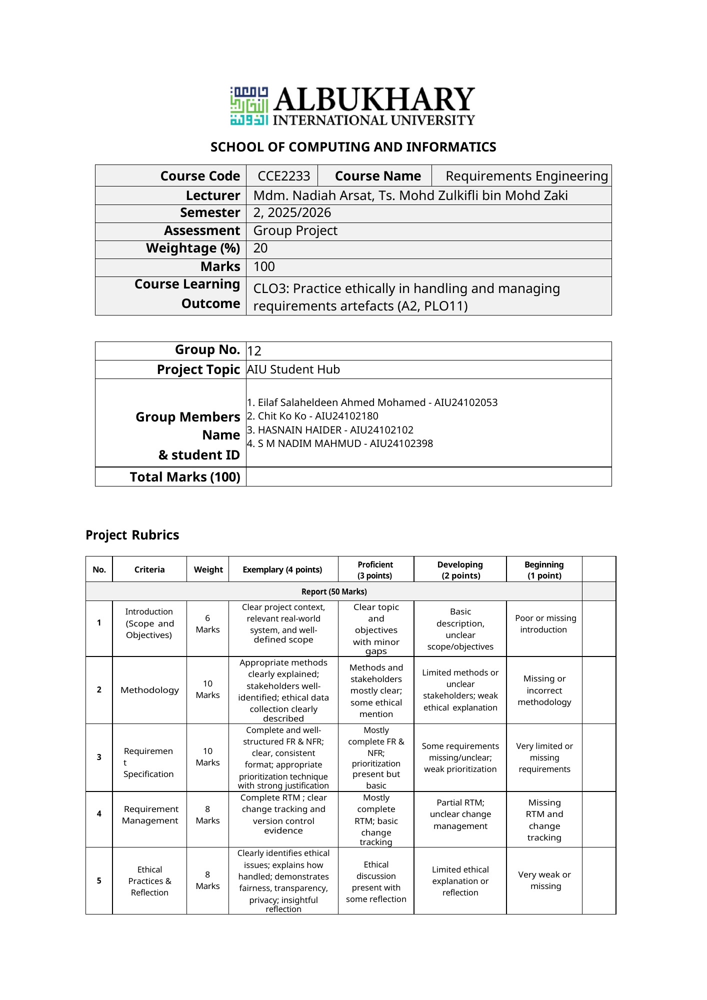 جامعة
البخاري
الدولية
ALBUKHARY
INTERNATIONAL UNIVERSITY
SCHOOL OF COMPUTING AND INFORMATICS
Course Code CCE2233 Course Name Requirements Engineering
Lecturer Mdm. Nadiah Arsat, Ts. Mohd Zulkifli bin Mohd Zaki
Semester 2, 2025/2026
Assessment Group Project
Weightage (%) 20
Marks 100
Course Learning
Outcome
CLO3: Practice ethically in handling and managing
requirements artefacts (A2, PLO11)
Group No. 12
Project Topic AIU Student Hub
Group Members
Name
& student ID
1. Eilaf Salaheldeen Ahmed Mohamed - AIU24102053
2. Chit Ko Ko - AIU24102180
3. HASNAIN HAIDER - AIU24102102
4. S M NADIM MAHMUD - AIU24102398
Total Marks (100)
Project Rubrics
No.
Criteria
Weight
Exemplary (4 points)
Proficient
(3 points)
Developing
(2 points)
Beginning
(1 point)
Report (50 Marks)
1
Introduction
(Scope and
Objectives)
6
Marks
Clear project context,
relevant real-world
system, and well-
defined scope
Clear topic
and
objectives
with minor
gaps
Basic
description,
unclear
scope/objectives
Poor or missing
introduction
2
Methodology
10
Marks
Appropriate methods
clearly explained;
stakeholders well-
identified; ethical data
collection clearly
described
Methods and
stakeholders
mostly clear;
some ethical
mention
Limited methods or
unclear
stakeholders; weak
ethical explanation
Missing or
incorrect
methodology
3
Requiremen
t
Specification
10
Marks
Complete and well-
structured FR & NFR;
clear, consistent
format; appropriate
prioritization technique
with strong justification
Mostly
complete FR &
NFR;
prioritization
present but
basic
Some requirements
missing/unclear;
weak prioritization
Very limited or
missing
requirements
4
Requirement
Management
8
Marks
Complete RTM ; clear
change tracking and
version control
evidence
Mostly
complete
RTM; basic
change
tracking
Partial RTM;
unclear change
management
Missing
RTM and
change
tracking
5
Ethical
Practices &
Reflection
8
Marks
Clearly identifies ethical
issues; explains how
handled; demonstrates
fairness, transparency,
privacy; insightful
reflection
Ethical
discussion
present with
some reflection
Limited ethical
explanation or
reflection
Very weak or
missing